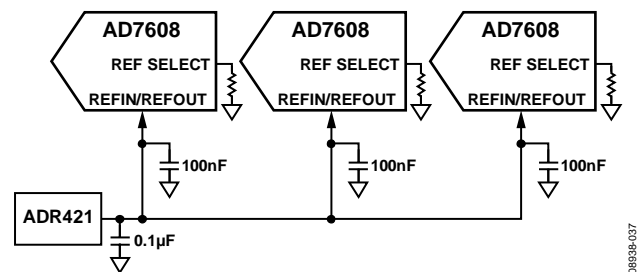 AD7608 AD7608 AD7608
REF SELECT REF SELECT REF SELECT
REFIN/REFOUT REFIN/REFOUT REFIN/REFOUT
100nF 100nF 100nF
ADR421
0.1µF
08938-037